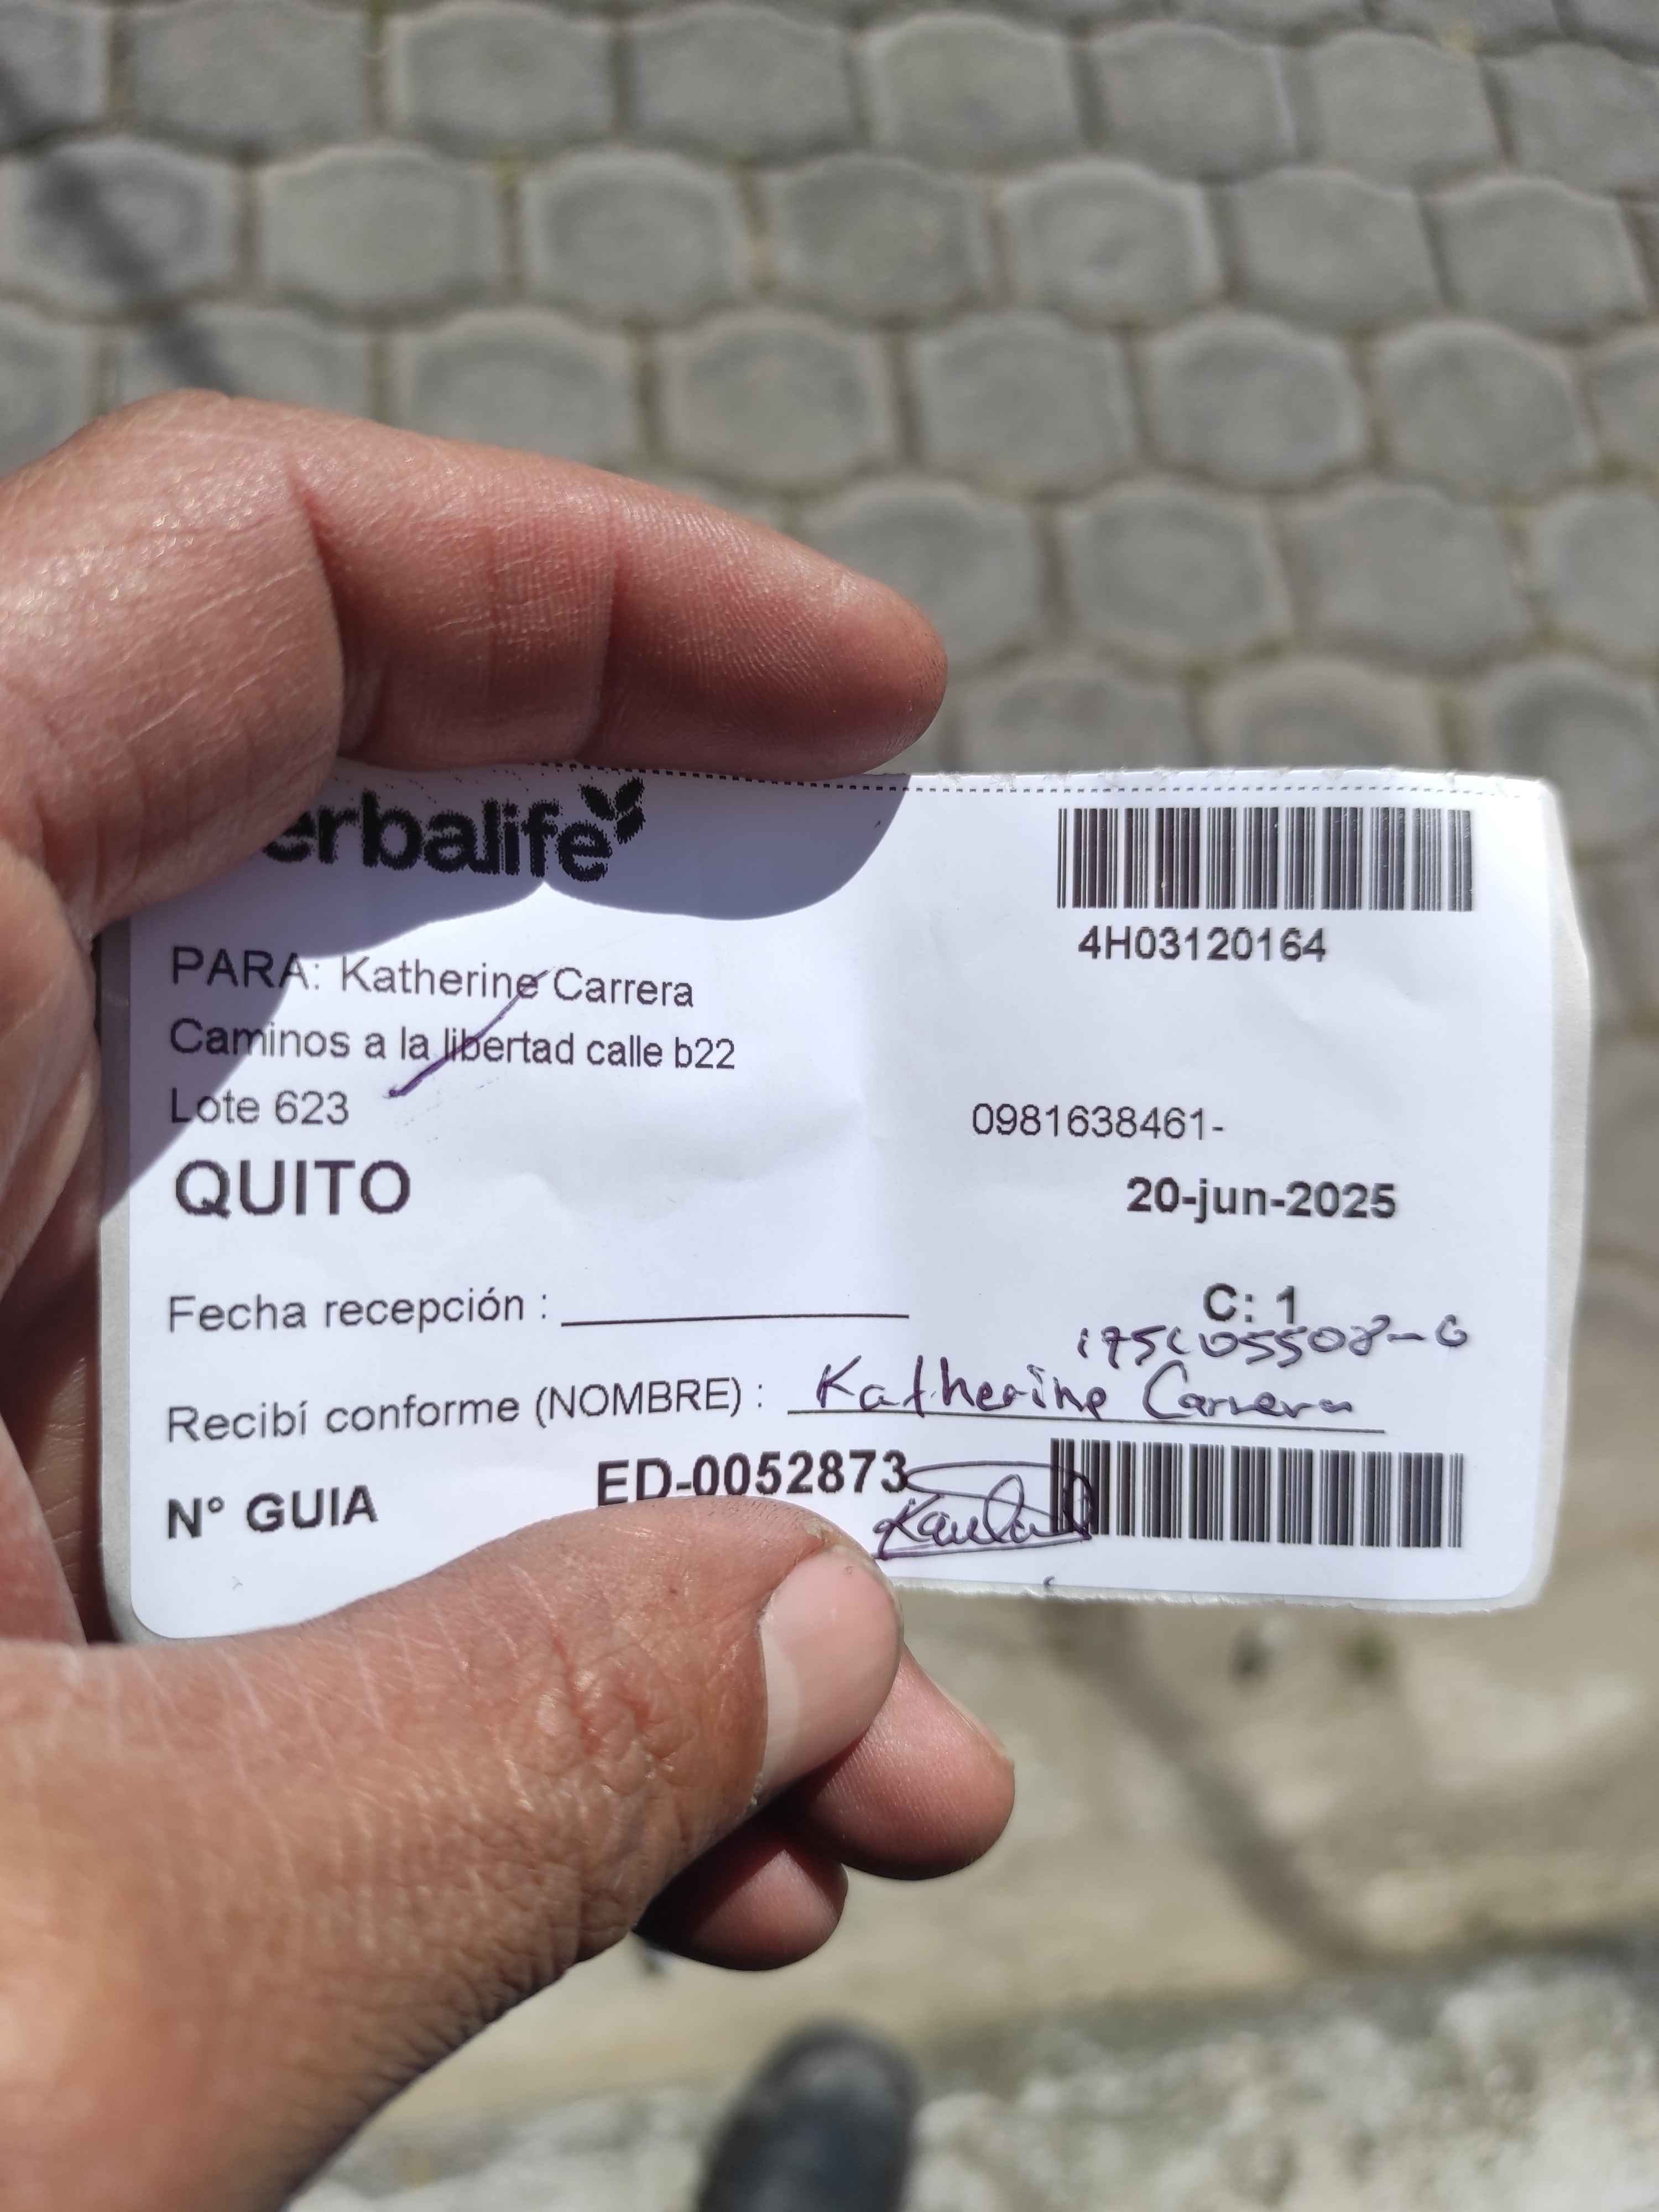 erbalife
4H03120164
PARA: Katherine Carrera
Caminos a la libertad calle b22
Lote 623
0981638461-
QUITO
20-jun-2025
Fecha recepción :
C: 1
Recibí conforme (NOMBRE) : Katherine Carrera
N° GUIA ED-0052873